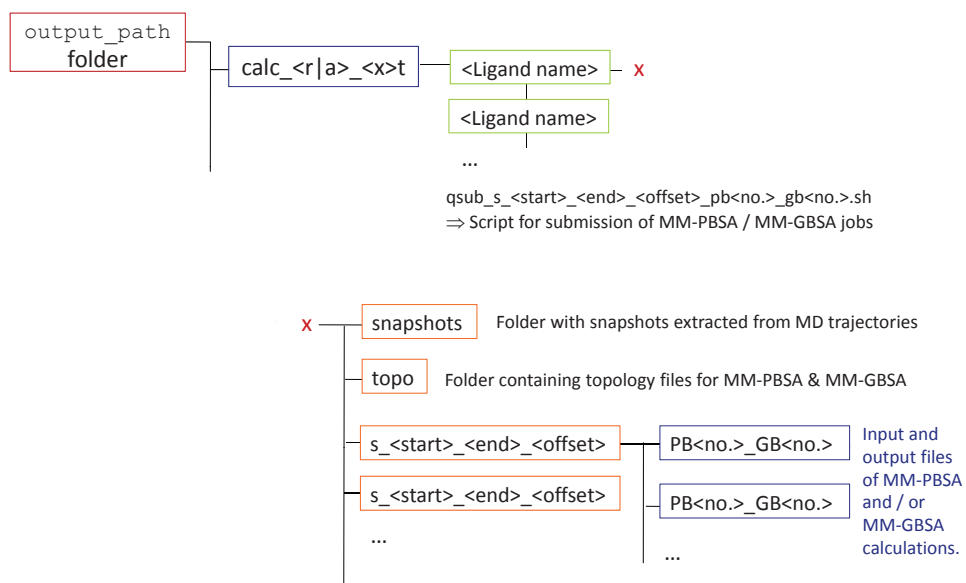 output_path
folder
calc_<r|a>_<x>t
<Ligand name>
x
<Ligand name>
...
qsub_s_<start>_<end>_<offset>_pb<no.>_gb<no.>.sh
⇒ Script for submission of MM-PBSA / MM-GBSA jobs
x
snapshots
Folder with snapshots extracted from MD trajectories
topo
Folder containing topology files for MM-PBSA & MM-GBSA
s_<start>_<end>_<offset>
PB<no.>_GB<no.>
Input and
output files
of MM-PBSA
and / or
MM-GBSA
calculations.
s_<start>_<end>_<offset>
PB<no.>_GB<no.>
...
...